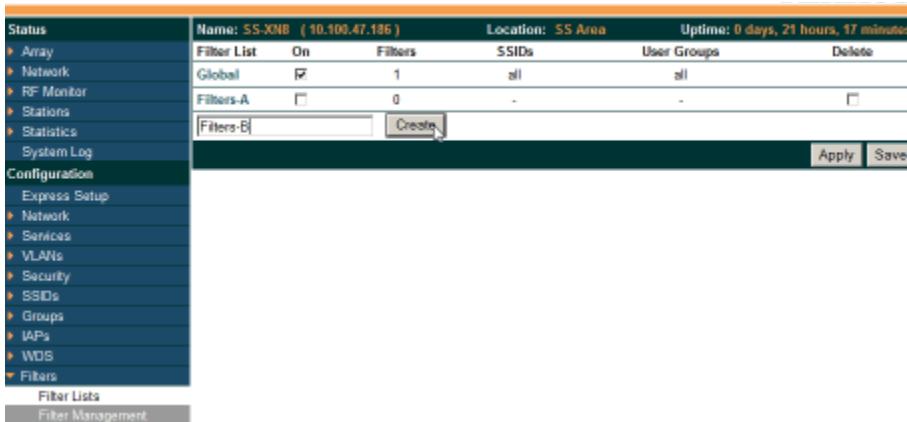 Status
Name: SS-XN8 (10.100.47.186) Location: SS Area Uptime: 0 days, 21 hours, 17 minutes
Array
Network
RF Monitor
Stations
Statistics
System Log
Configuration
Express Setup
Network
Services
VLANs
Security
SSIDs
Groups
IAPs
WDS
Filters
Filter Lists
Filter Management
Filter List On Filters SSIDs User Groups Delete
Global 1 all all
Filters-A 0 - -
Filters-B Create
Apply Save